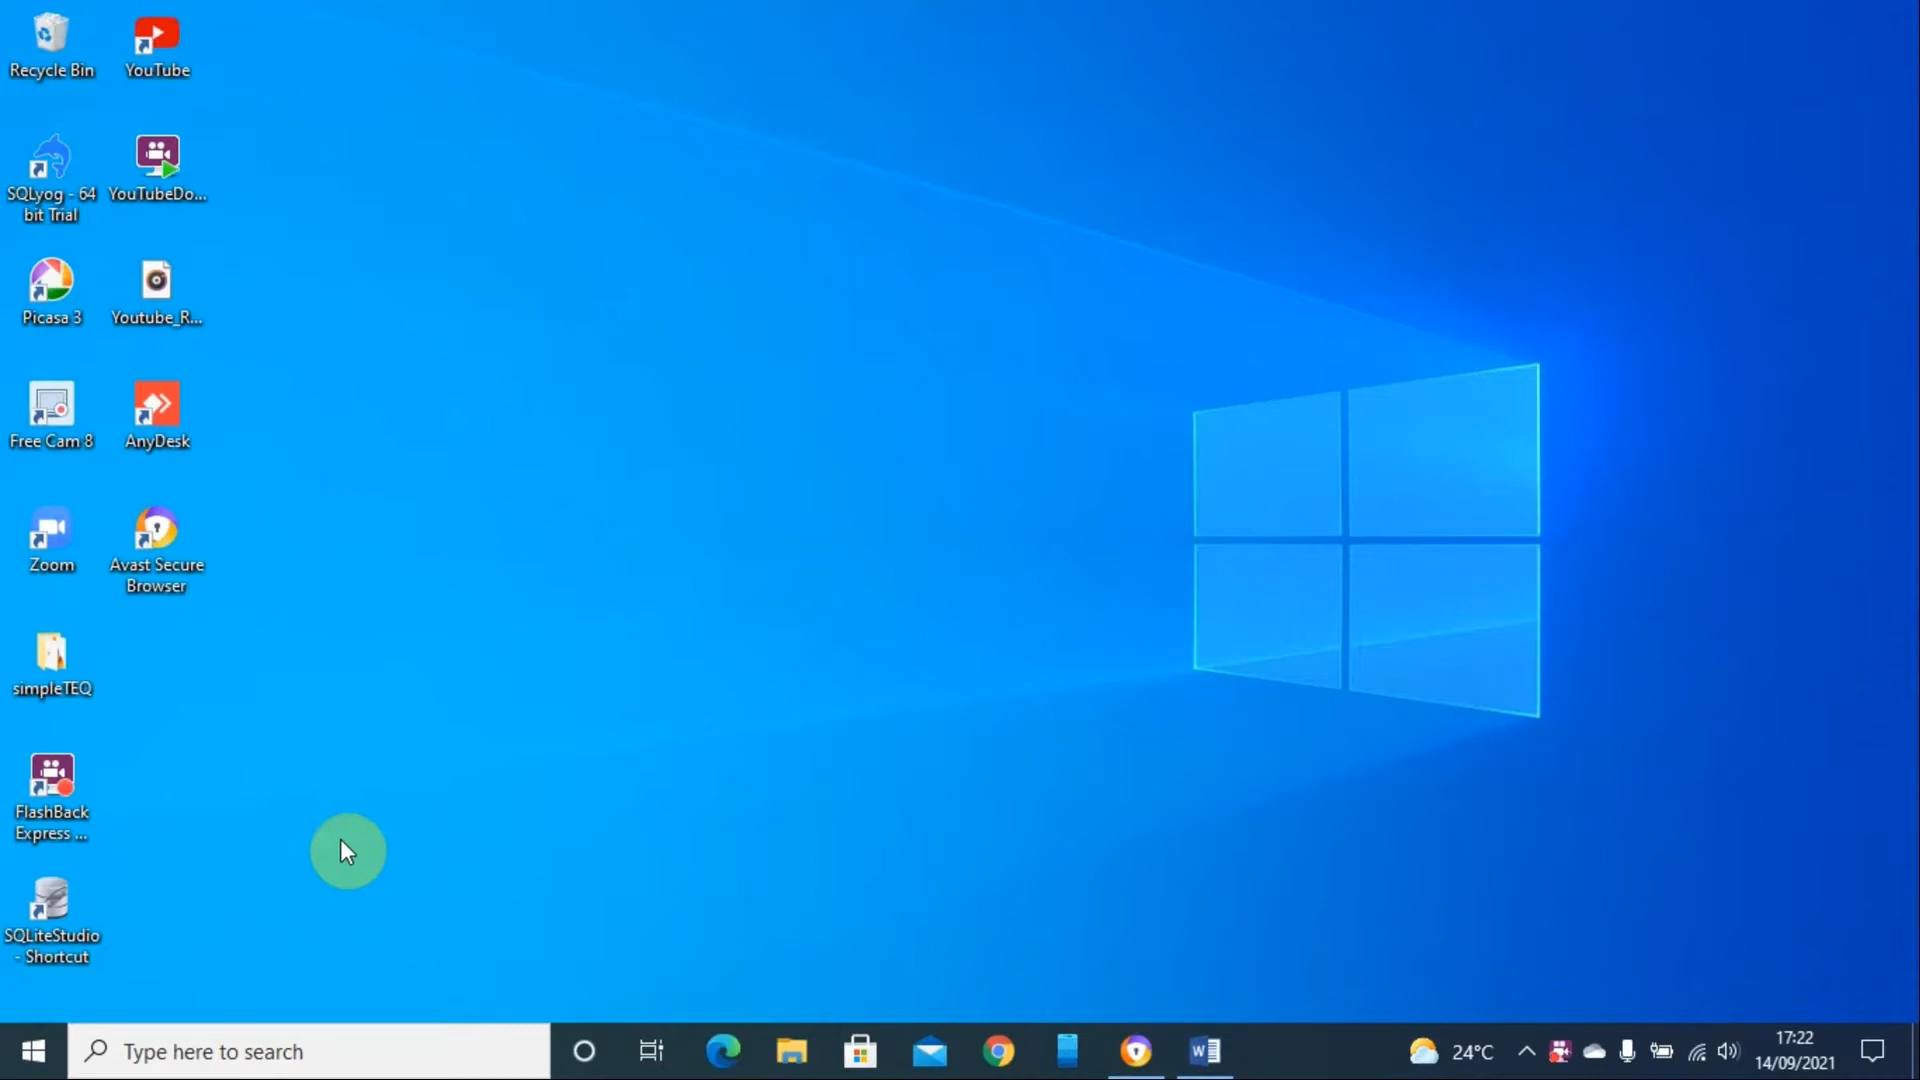 Recycle Bin
YouTube
SQLyog - 64
bit Trial
YouTubeDo...
Picasa 3
Youtube_R...
Free Cam 8
AnyDesk
Zoom
Avast Secure
Browser
simpleTEQ
FlashBack
Express ...
SQLiteStudio
- Shortcut
Type here to search
W
24°C
17:22
14/09/2021